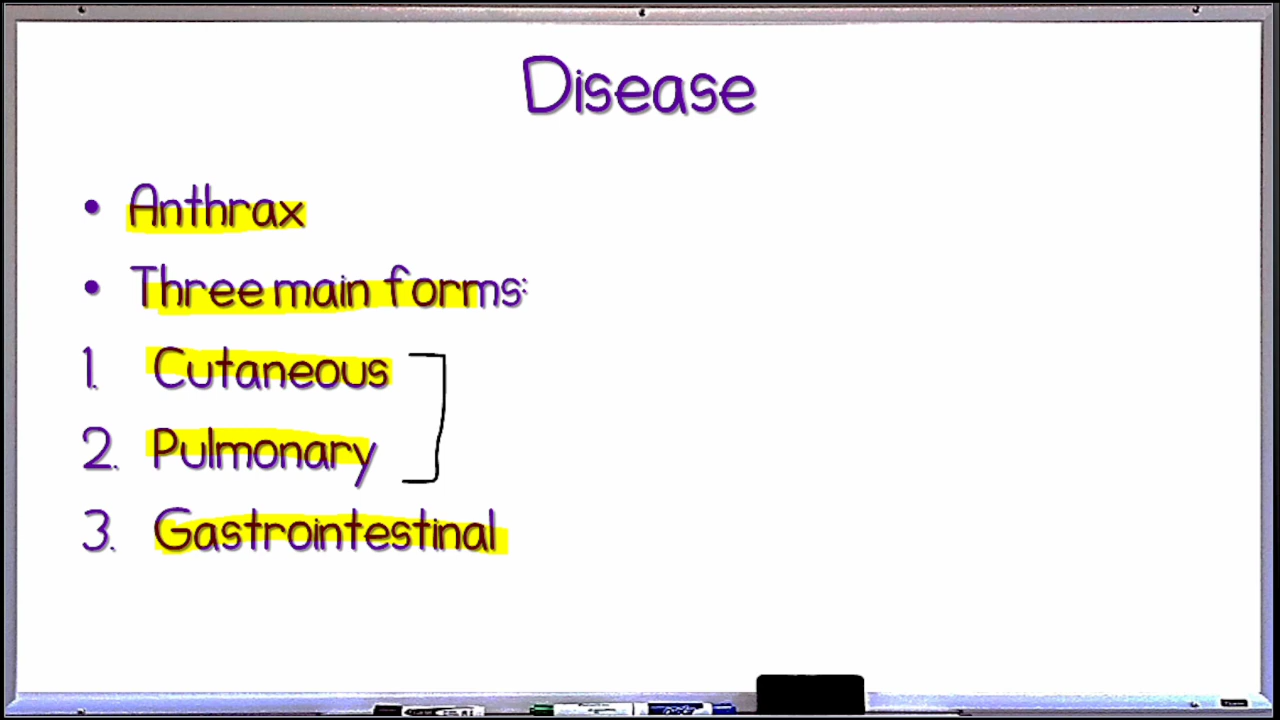 Disease
• Anthrax
• Three main forms:
1. Cutaneous
2. Pulmonary
3. Gastrointestinal